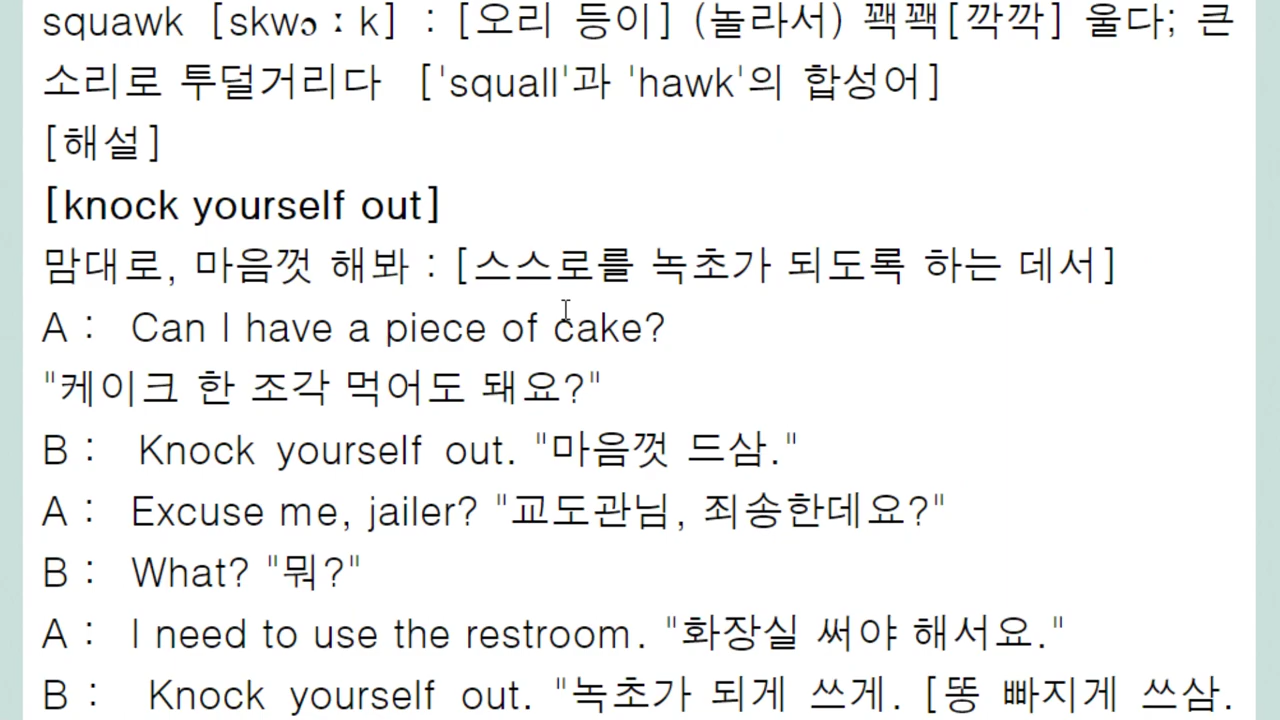 squawk [skwɔ : k] : [오리 등이] (놀라서) 꽥꽥[깍깍] 울다; 큰
소리로 투덜거리다 ['squall'과 'hawk'의 합성어]
[해설]
[knock yourself out]
맘대로, 마음껏 해봐 : [스스로를 녹초가 되도록 하는 데서]
A : Can I have a piece of cake?
"케이크 한 조각 먹어도 돼요?"
B : Knock yourself out. "마음껏 드삼."
A : Excuse me, jailer? "교도관님, 죄송한데요?"
B : What? "뭐?"
A : I need to use the restroom. "화장실 써야 해서요."
B : Knock yourself out. "녹초가 되게 쓰게. [똥 빠지게 쓰삼.